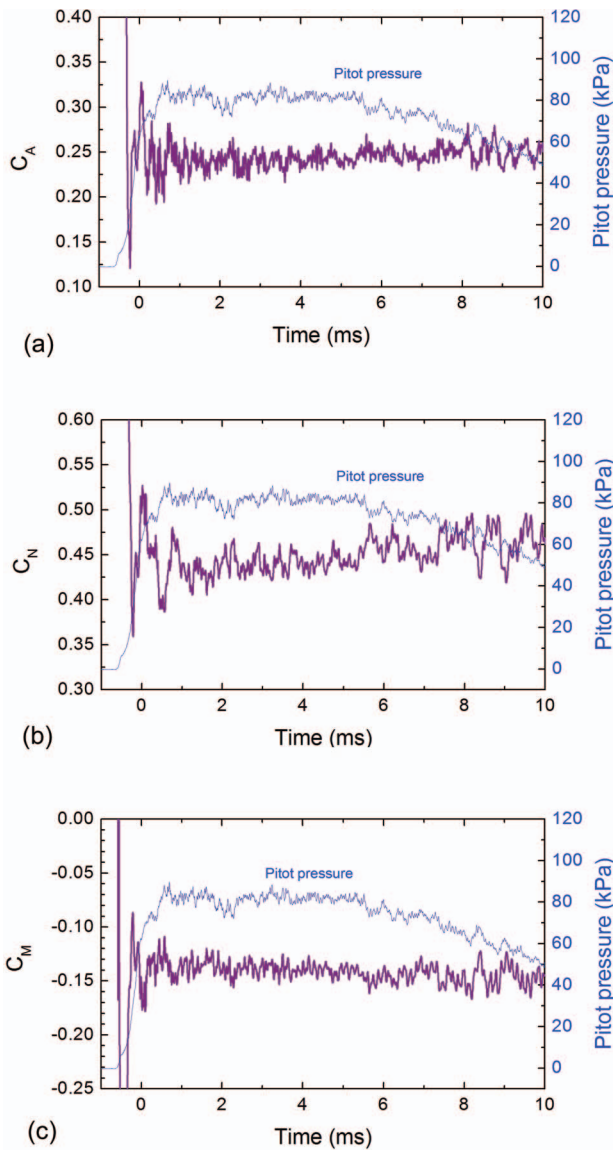 0.40
0.35
0.30
0.25
0.20
0.15
0.10
C_A
Pitot pressure
120
100
80
60
40
20
0
Pitot pressure (kPa)
0 2 4 6 8 10
Time (ms)
(a)
0.60
0.55
0.50
0.45
0.40
0.35
0.30
C_N
Pitot pressure
120
100
80
60
40
20
0
Pitot pressure (kPa)
0 2 4 6 8 10
Time (ms)
(b)
0.00
-0.05
-0.10
-0.15
-0.20
-0.25
C_M
Pitot pressure
120
100
80
60
40
20
0
Pitot pressure (kPa)
0 2 4 6 8 10
Time (ms)
(c)